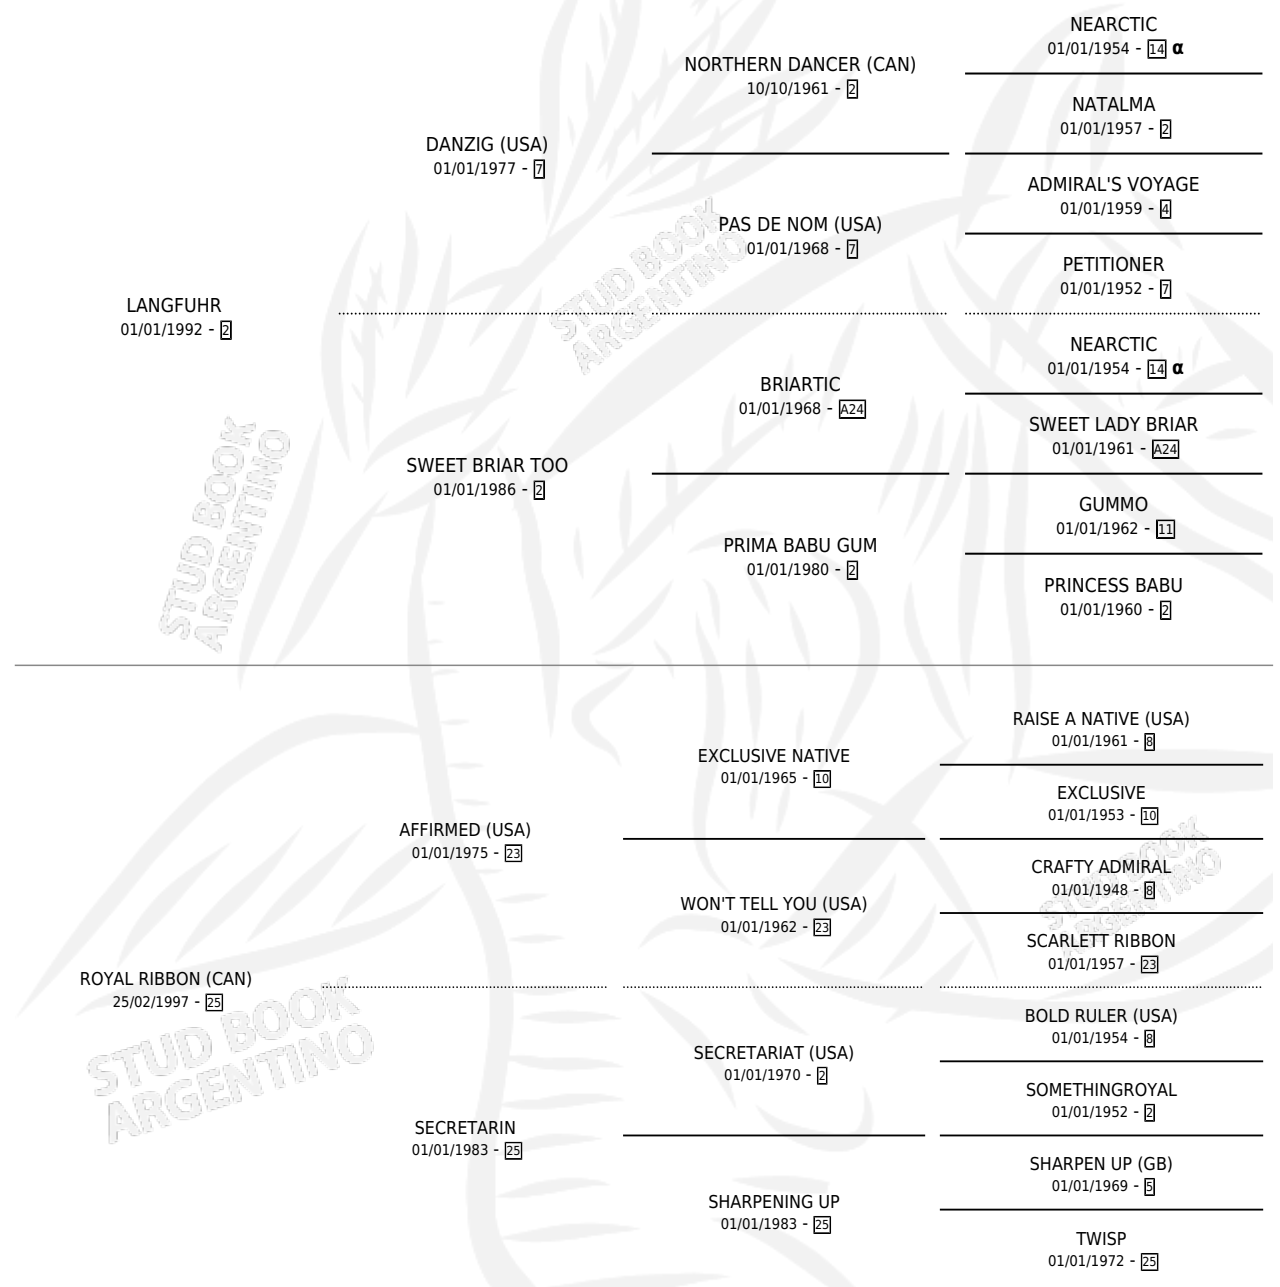 NEARCTIC
01/01/1954 - 14 α
NORTHERN DANCER (CAN)
10/10/1961 - 2
NATALMA
01/01/1957 - 2
DANZIG (USA)
01/01/1977 - 7
ADMIRAL'S VOYAGE
01/01/1959 - 4
PAS DE NOM (USA)
01/01/1968 - 7
PETITIONER
01/01/1952 - 7
LANGFUHR
01/01/1992 - 2
NEARCTIC
01/01/1954 - 14 α
BRIARTIC
01/01/1968 - A24
SWEET LADY BRIAR
01/01/1961 - A24
SWEET BRIAR TOO
01/01/1986 - 2
GUMMO
01/01/1962 - 11
PRIMA BABU GUM
01/01/1980 - 2
PRINCESS BABU
01/01/1960 - 2
RAISE A NATIVE (USA)
01/01/1961 - 8
EXCLUSIVE NATIVE
01/01/1965 - 10
EXCLUSIVE
01/01/1953 - 10
AFFIRMED (USA)
01/01/1975 - 23
CRAFTY ADMIRAL
01/01/1948 - 8
WON'T TELL YOU (USA)
01/01/1962 - 23
SCARLETT RIBBON
01/01/1957 - 23
ROYAL RIBBON (CAN)
25/02/1997 - 25
BOLD RULER (USA)
01/01/1954 - 8
SECRETARIAT (USA)
01/01/1970 - 2
SOMETHINGROYAL
01/01/1952 - 2
SECRETARIN
01/01/1983 - 25
SHARPEN UP (GB)
01/01/1969 - 5
SHARPENING UP
01/01/1983 - 25
TWISP
01/01/1972 - 25
STUD BOOK
ARGENTINO
STUD BOOK
ARGENTINO
STUD BOOK
ARGENTINO
STUD BOOK
ARGENTINO